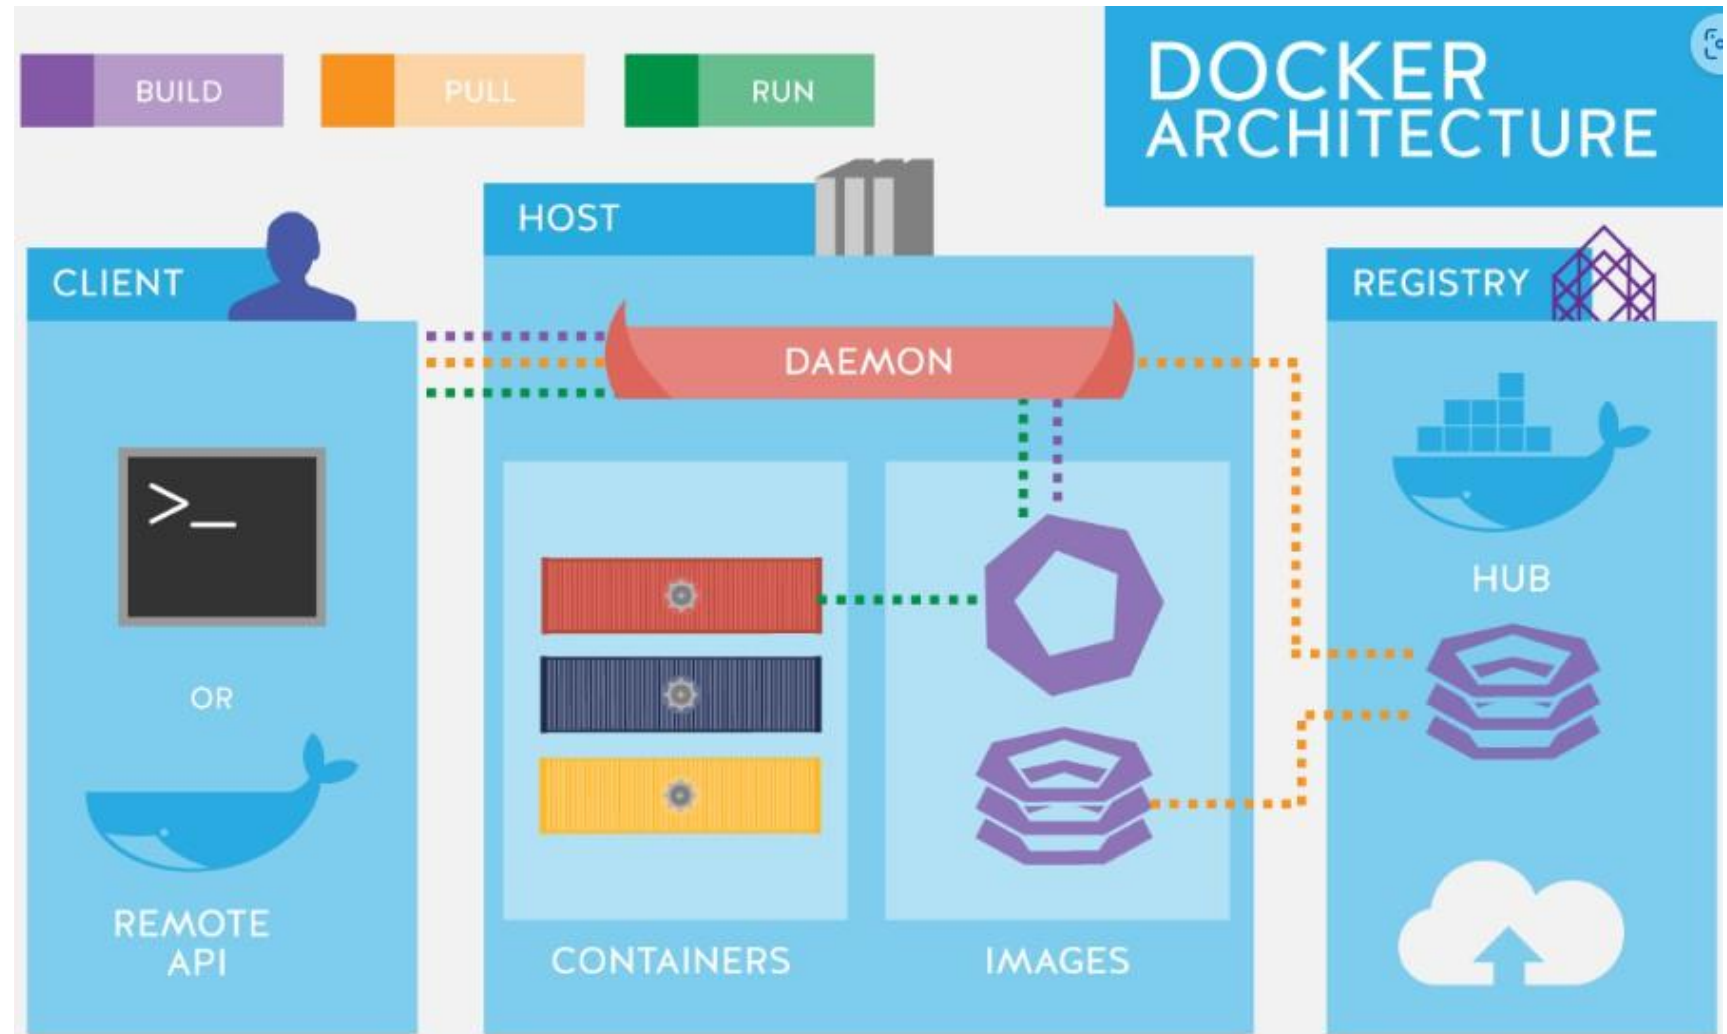 BUILD
PULL
RUN
DOCKER
ARCHITECTURE
CLIENT
HOST
REGISTRY
DAEMON
>_
OR
REMOTE
API
CONTAINERS
IMAGES
HUB